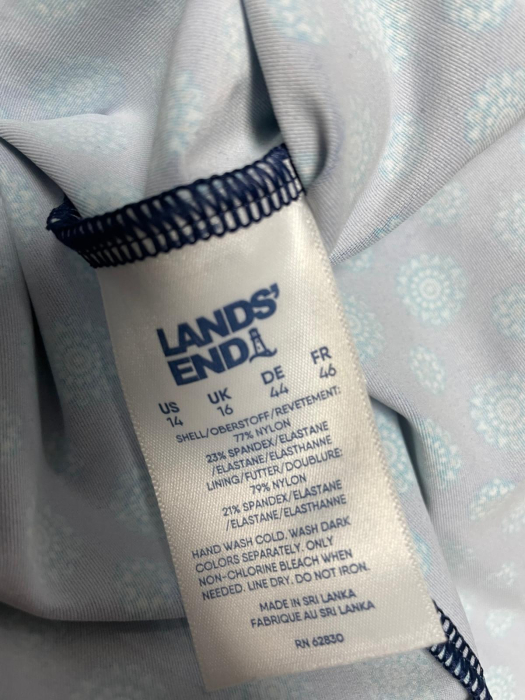 LANDS'
END
US UK DE FR
14 16 44 46
SHELL/OBERSTOFF/REVETEMENT:
77% NYLON
23% SPANDEX/ELASTANE
/ELASTANE/ELASTHANNE
LINING/FUTTER/DOUBLURE:
79% NYLON
21% SPANDEX/ELASTANE
/ELASTANE/ELASTHANNE
HAND WASH COLD. WASH DARK
COLORS SEPARATELY. ONLY
NON-CHLORINE BLEACH WHEN
NEEDED. LINE DRY. DO NOT IRON.
MADE IN SRI LANKA
FABRIQUE AU SRI LANKA
RN 62830